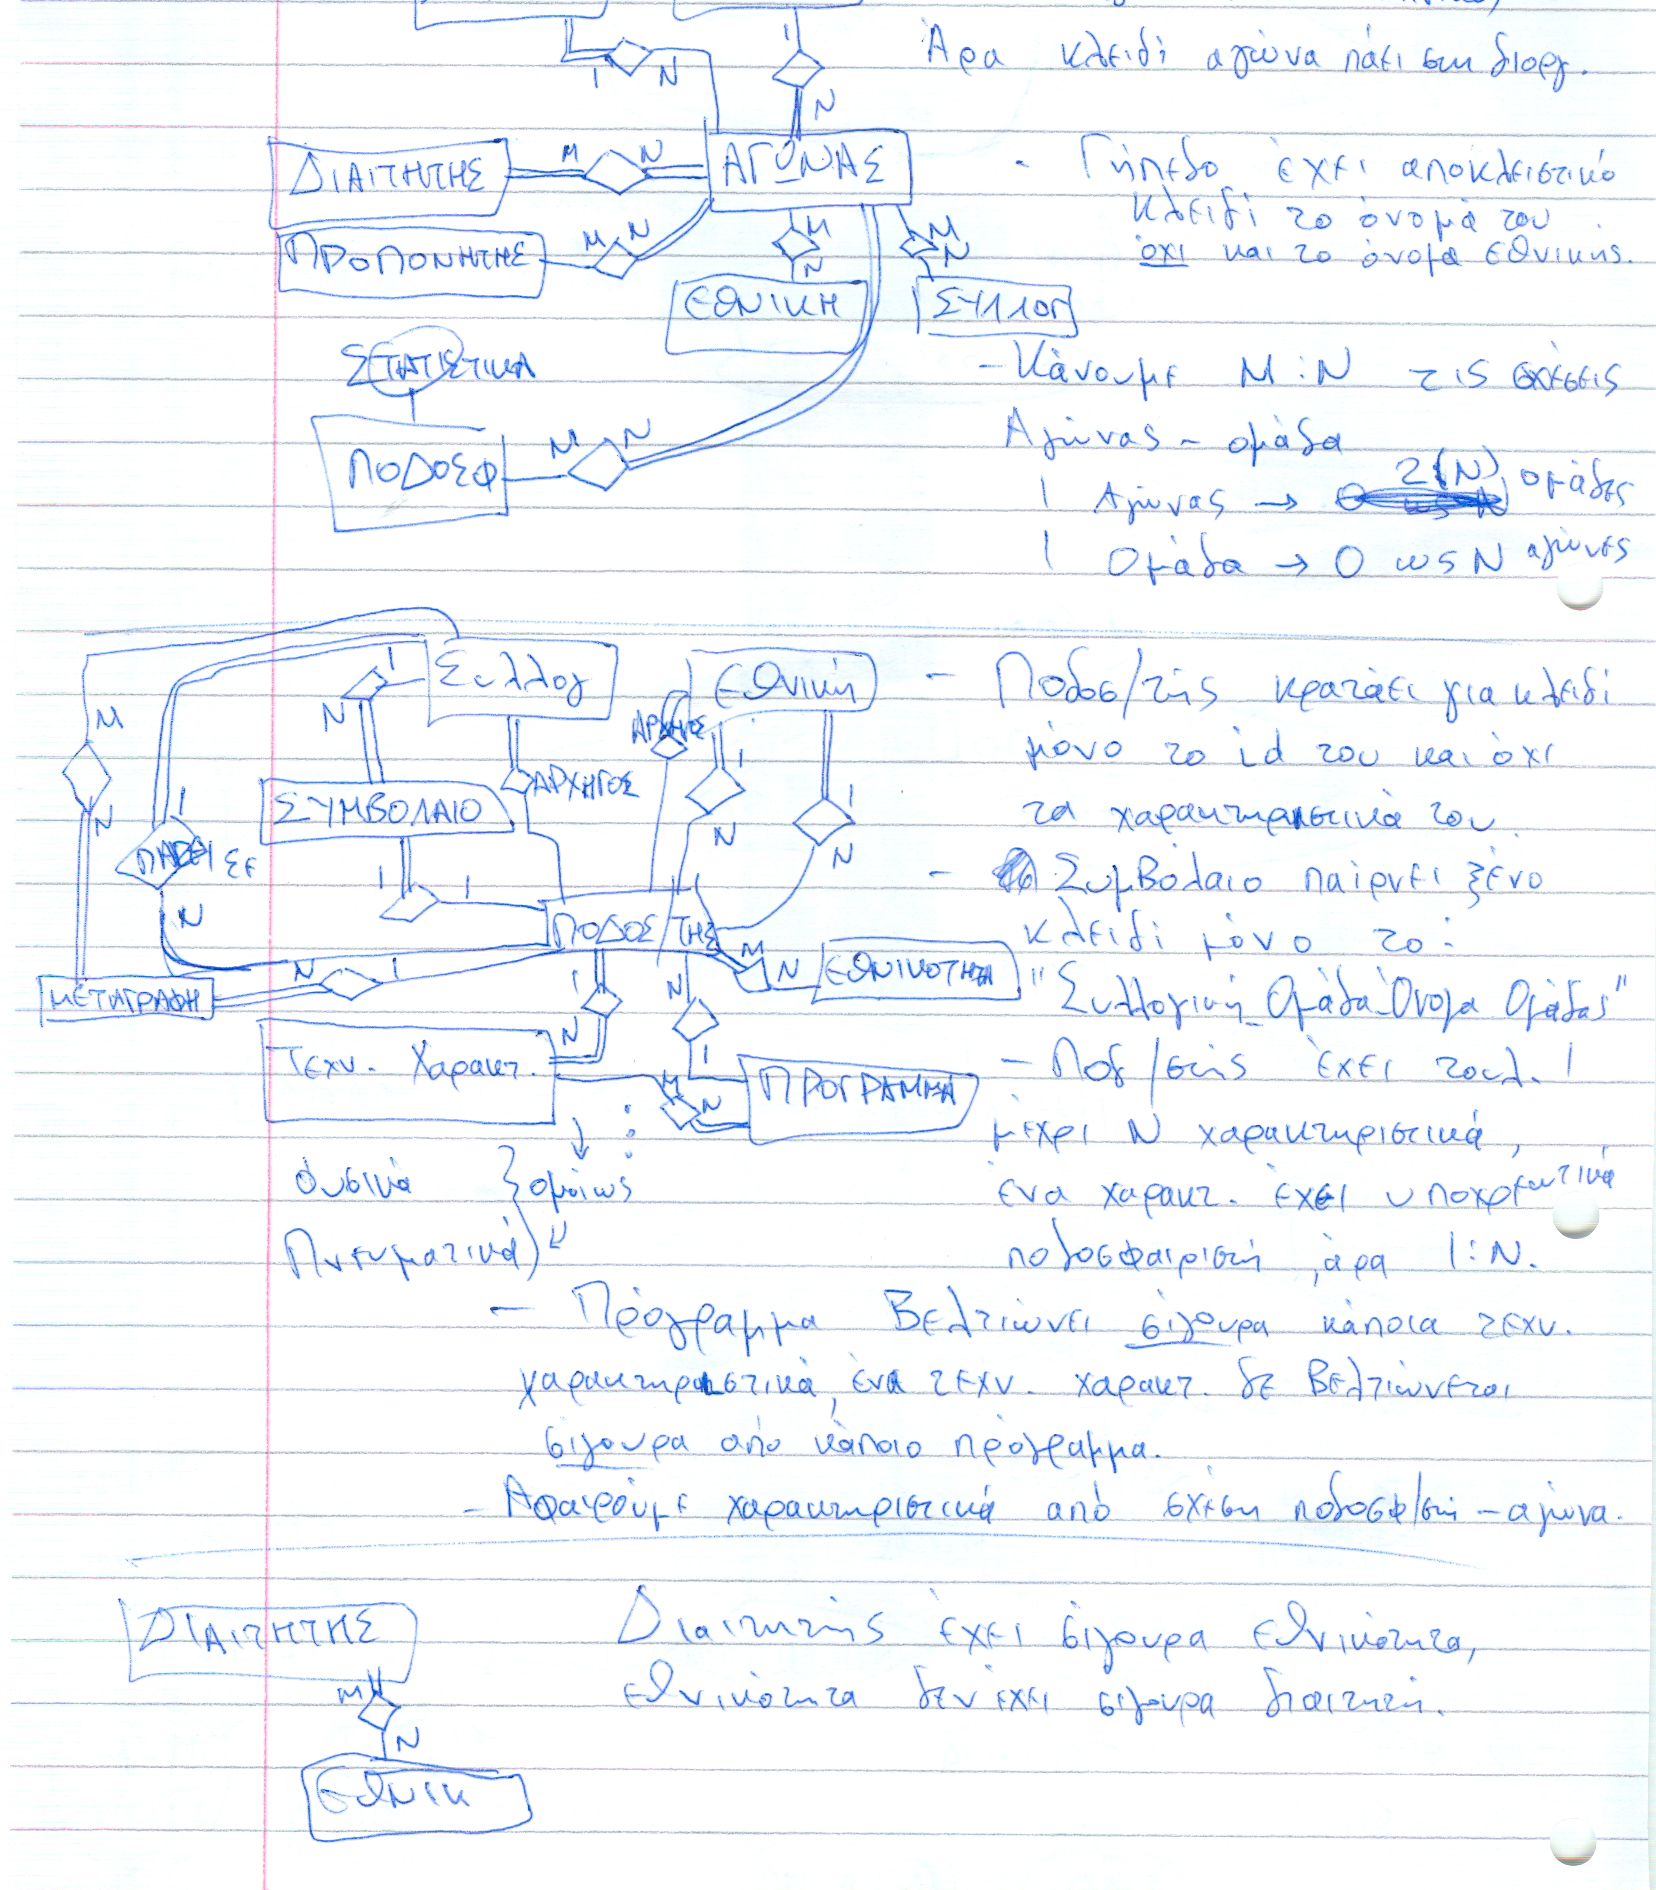 Άρα κλειδί αγώνα πάει στη διοργ.
1 N
1
N
ΔΙΑΙΤΗΤΗΣ M N ΑΓΩΝΑΣ
- Γήπεδο έχει αποκλειστικό
κλειδί το όνομά του
όχι και το όνομα εθνικής.
ΠΡΟΠΟΝΗΤΗΣ M N
M
N
M
N
ΕΘΝΙΚΗ
ΣΥΛΛΟΓ
ΣΤΑΤΙΣΤΙΚΑ
- Κάνουμε M:N τις σχέσεις
Αγώνας - ομάδα
ΠΟΔΟΣΦ M N
1 Αγώνας → 2(N) ομάδες
1 Ομάδα → 0 ως N αγώνες
Συλλογ
Εθνική
1
N
M
N
ΑΡΧΗΓΟΣ
ΑΡΧΗΓΟΣ
1
N
1
N
ΣΥΜΒΟΛΑΙΟ
1
ΠΑΙΖΕΙ ΣΕ
N
1 1
ΠΟΔΟΣ/ΤΗΣ
M N ΕΘΝΙΚΟΤΗΤΑ
ΜΕΤΑΓΡΑΦΗ N 1
- Ποδοσ/τής κρατάει για κλειδί
μόνο το id του και όχι
τα χαρακτηριστικά του.
- Συμβόλαιο παίρνει ξένο
κλειδί μόνο το:
"Συλλογική_Ομάδα_Όνομα Ομάδας"
1
N
N
1
Τεχν. Χαρακτ.
M N
ΠΡΟΓΡΑΜΜΑ
- Ποδ/στής έχει τουλ. 1
μέχρι N χαρακτηριστικά,
ένα χαρακτ. έχει υποχρεωτικά
ποδοσφαιριστή, άρα 1:N.
Φυσικά } ομοίως
Πνευματικά
- Πρόγραμμα βελτιώνει σίγουρα κάποια τεχν.
χαρακτηριστικά, ένα τεχν. χαρακτ. δε βελτιώνεται
σίγουρα από κάποιο πρόγραμμα.
- Αφαιρούμε χαρακτηριστικά από σχέση ποδοσφ/στή - αγώνα.
ΔΙΑΙΤΗΤΗΣ
M
N
ΕΘΝΙΚ
Διαιτητής έχει σίγουρα εθνικότητα,
εθνικότητα δεν έχει σίγουρα διαιτητή.